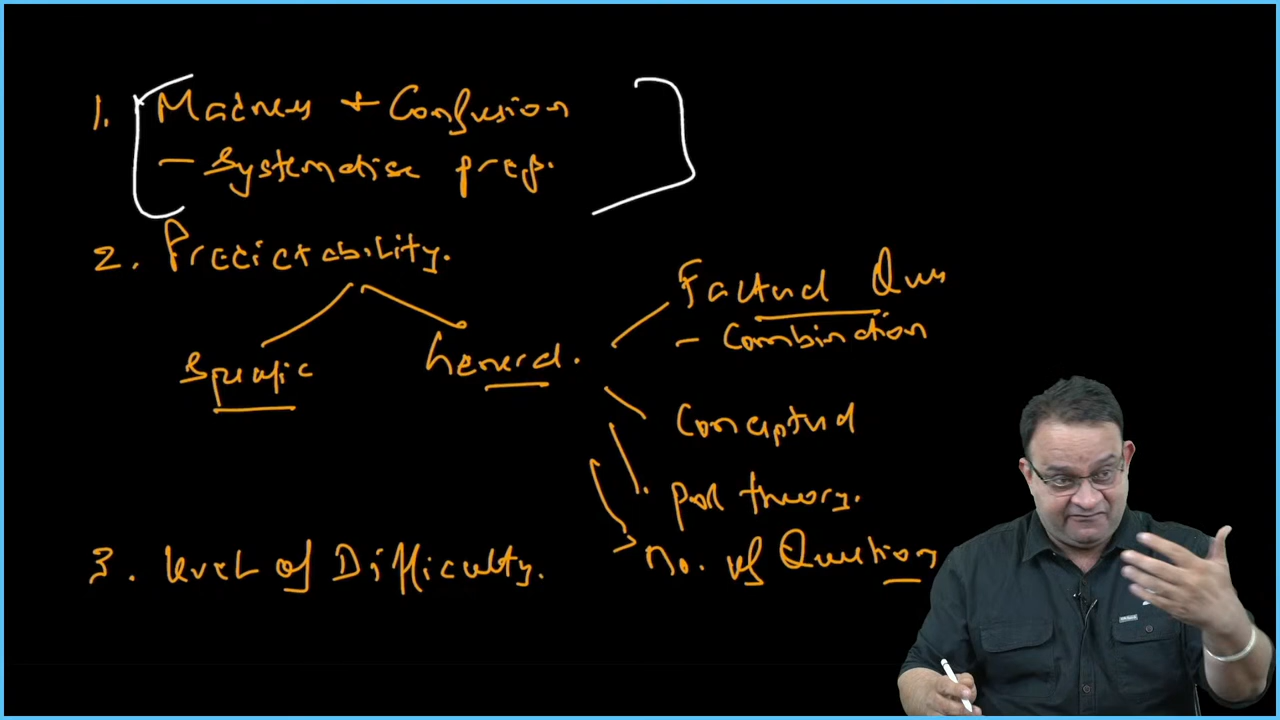 1. Madness + Confusion
- Systematise prep.
2. Predictability.
Specific
General.
Factual Ques
- Combination
Conceptual
Pol theory.
No. of Question
3. Level of Difficulty.